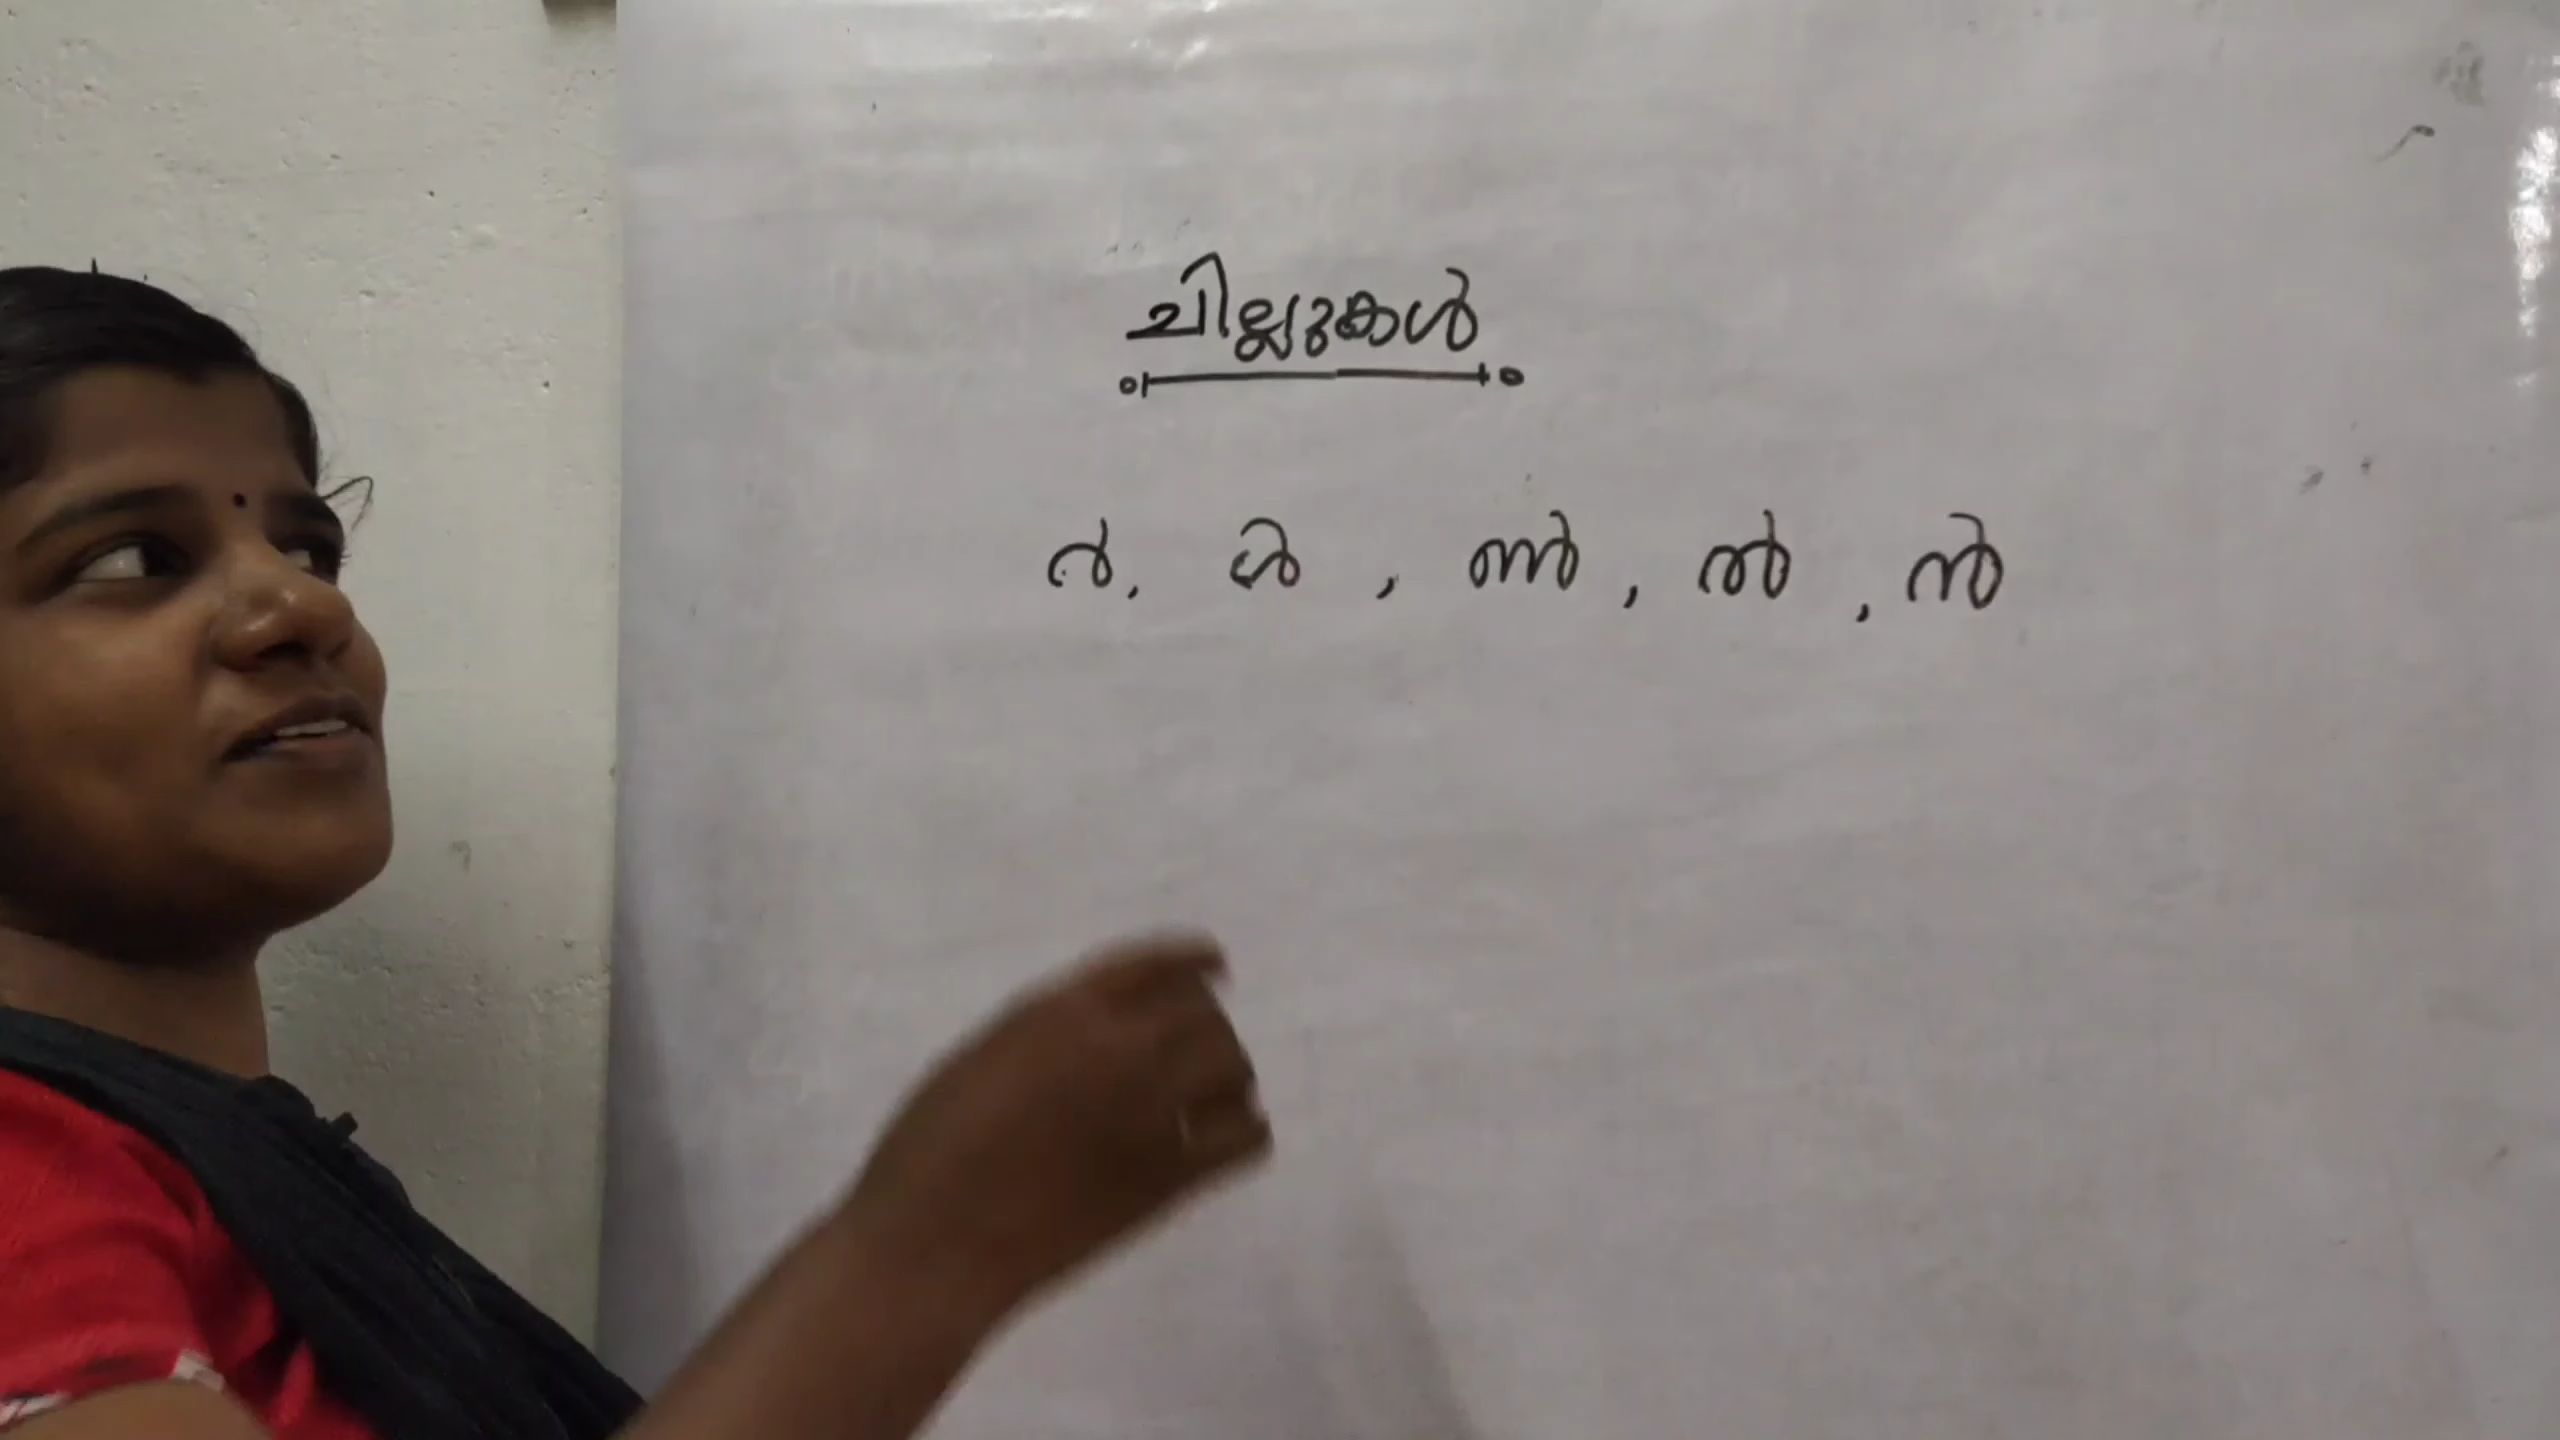 ചില്ലുകൾ
ർ, ൾ, ൺ, ൽ, ൻ